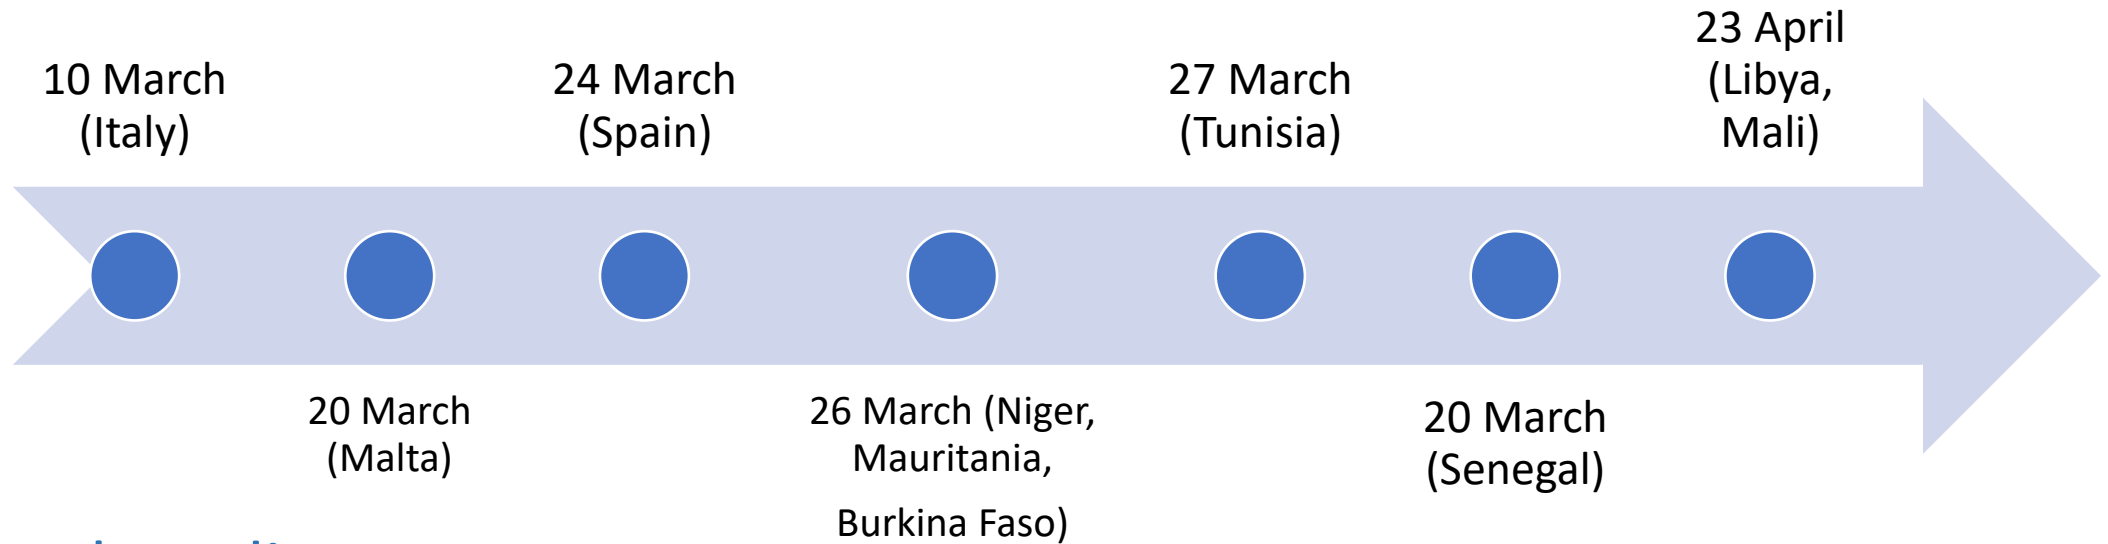 10 March
(Italy)
20 March
(Malta)
24 March
(Spain)
26 March (Niger,
Mauritania,
Burkina Faso)
27 March
(Tunisia)
20 March
(Senegal)
23 April
(Libya,
Mali)